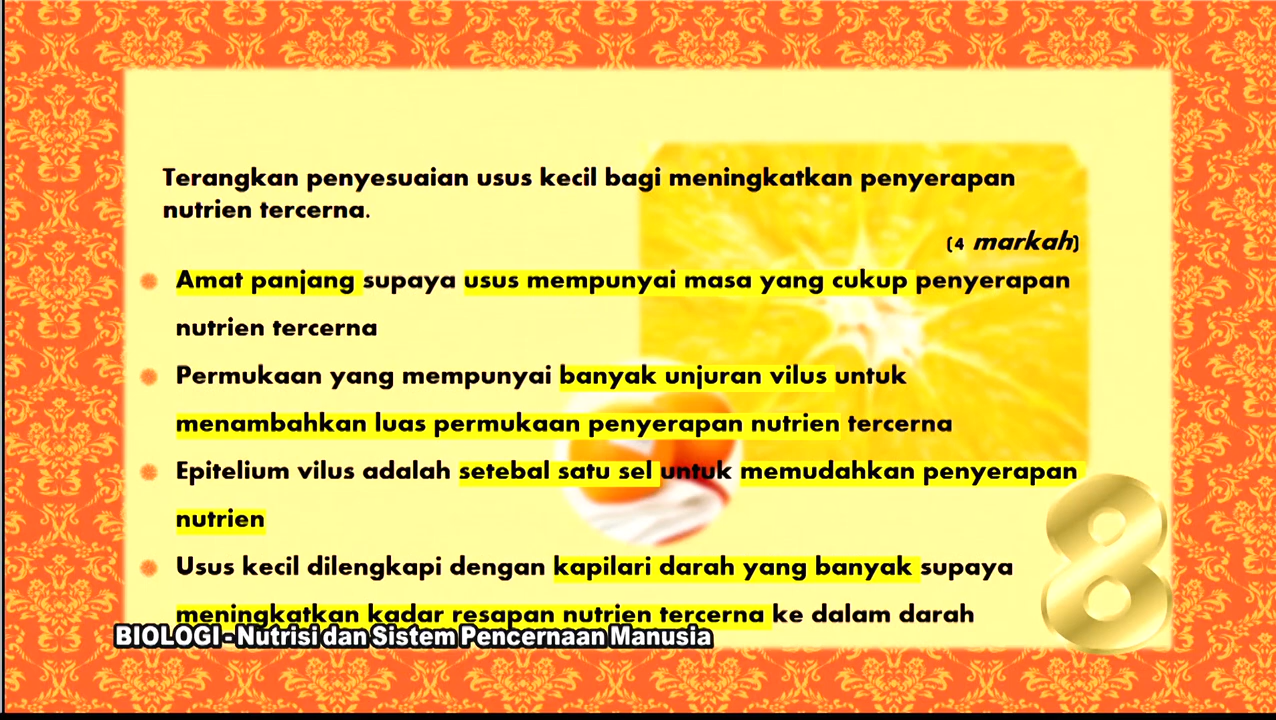 Terangkan penyesuaian usus kecil bagi meningkatkan penyerapan
nutrien tercerna.
(4 markah)
Amat panjang supaya usus mempunyai masa yang cukup penyerapan
nutrien tercerna
Permukaan yang mempunyai banyak unjuran vilus untuk
menambahkan luas permukaan penyerapan nutrien tercerna
Epitelium vilus adalah setebal satu sel untuk memudahkan penyerapan
nutrien
Usus kecil dilengkapi dengan kapilari darah yang banyak supaya
meningkatkan kadar resapan nutrien tercerna ke dalam darah
8
BIOLOGI - Nutrisi dan Sistem Pencernaan Manusia